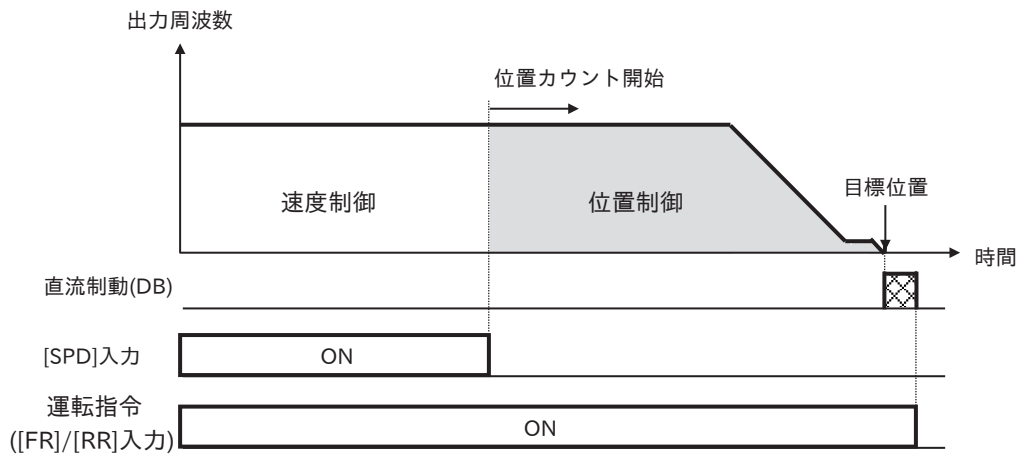 出力周波数
位置カウント開始
速度制御
位置制御
目標位置
時間
直流制動(DB)
[SPD]入力
ON
運転指令
([FR]/[RR]入力)
ON